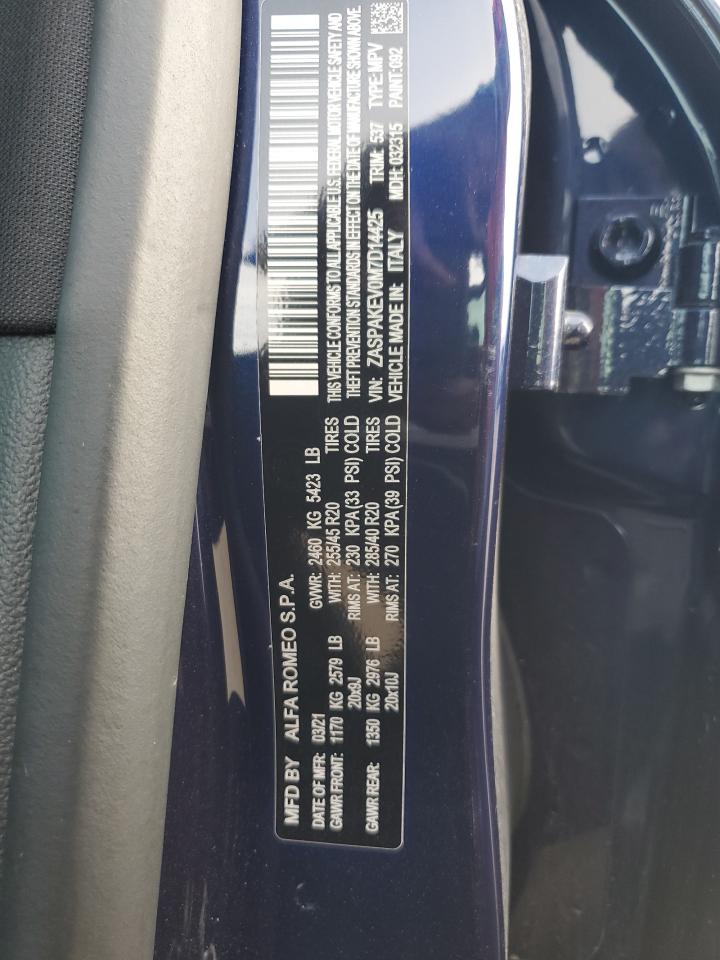 MFD BY ALFA ROMEO S.P.A.
DATE OF MFR: 03/21 GVWR: 2460 KG 5423 LB
GAWR FRONT: 1170 KG 2579 LB WITH: 255/45 R20 TIRES
20x9J RIMS AT: 230 KPA(33 PSI) COLD
GAWR REAR: 1350 KG 2976 LB WITH: 285/40 R20 TIRES
20x10J RIMS AT: 270 KPA(39 PSI) COLD
THIS VEHICLE CONFORMS TO ALL APPLICABLE U.S. FEDERAL MOTOR VEHICLE SAFETY AND
THEFT PREVENTION STANDARDS IN EFFECT ON THE DATE OF MANUFACTURE SHOWN ABOVE.
VIN: ZASPAKEV0M7D14425 TRIM: 537 TYPE: MPV
VEHICLE MADE IN: ITALY MDH: 032315 PAINT: 092